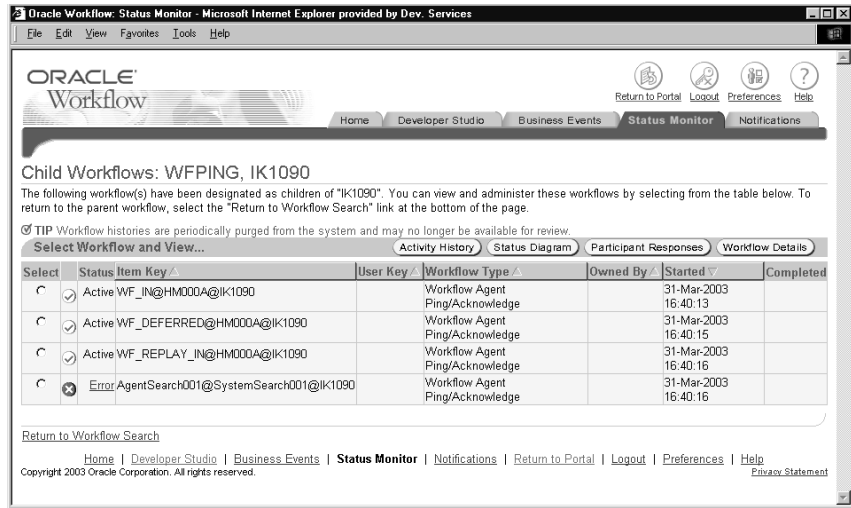 Oracle Workflow: Status Monitor - Microsoft Internet Explorer provided by Dev. Services
File Edit View Favorites Tools Help
ORACLE
Workflow
Return to Portal Logout Preferences Help
Home Developer Studio Business Events Status Monitor Notifications
Child Workflows: WFPING, IK1090
The following workflow(s) have been designated as children of "IK1090". You can view and administer these workflows by selecting from the table below. To
return to the parent workflow, select the "Return to Workflow Search" link at the bottom of the page.
TIP Workflow histories are periodically purged from the system and may no longer be available for review.
Select Workflow and View... Activity History Status Diagram Participant Responses Workflow Details
Select Status Item Key User Key Workflow Type Owned By Started Completed
Active WF_IN@HM000A@IK1090 Workflow Agent 31-Mar-2003
Ping/Acknowledge 16:40:13
Active WF_DEFERRED@HM000A@IK1090 Workflow Agent 31-Mar-2003
Ping/Acknowledge 16:40:15
Active WF_REPLAY_IN@HM000A@IK1090 Workflow Agent 31-Mar-2003
Ping/Acknowledge 16:40:16
Error AgentSearch001@SystemSearch001@IK1090 Workflow Agent 31-Mar-2003
Ping/Acknowledge 16:40:16
Return to Workflow Search
Home | Developer Studio | Business Events | Status Monitor | Notifications | Return to Portal | Logout | Preferences | Help
Copyright 2003 Oracle Corporation. All rights reserved. Privacy Statement